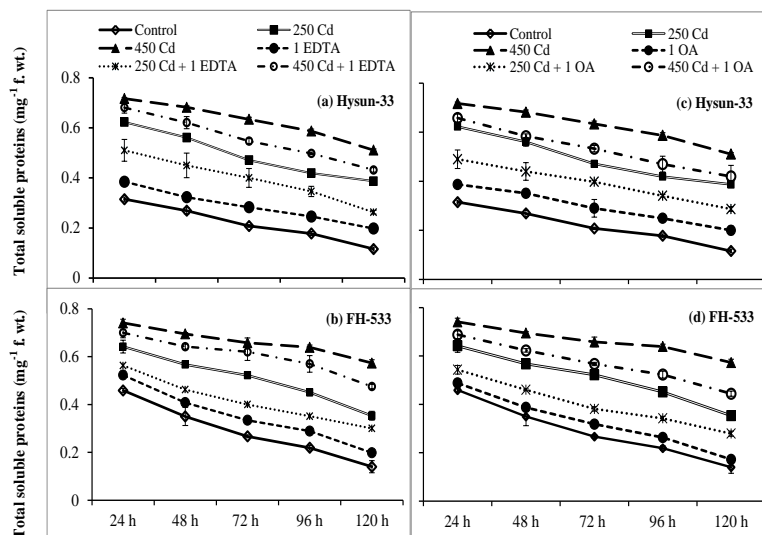 Control 250 Cd
450 Cd 1 EDTA
250 Cd + 1 EDTA 450 Cd + 1 EDTA
Control 250 Cd
450 Cd 1 OA
250 Cd + 1 OA 450 Cd + 1 OA
Total soluble proteins (mg⁻¹ f. wt.)
0.8
0.6
0.4
0.2
0
(a) Hysun-33
(c) Hysun-33
Total soluble proteins (mg⁻¹ f. wt.)
0.8
0.6
0.4
0.2
0
(b) FH-533
(d) FH-533
24 h 48 h 72 h 96 h 120 h
24 h 48 h 72 h 96 h 120 h